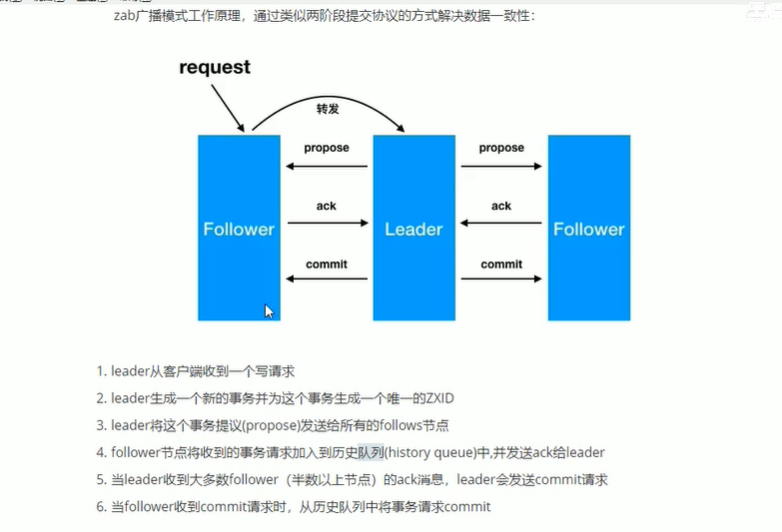 zab广播模式工作原理，通过类似两阶段提交协议的方式解决数据一致性：
request
转发
propose
propose
ack
ack
Follower
Leader
Follower
commit
commit
1. leader从客户端收到一个写请求
2. leader生成一个新的事务并为这个事务生成一个唯一的ZXID
3. leader将这个事务提议(propose)发送给所有的follows节点
4. follower节点将收到的事务请求加入到历史队列(history queue)中,并发送ack给leader
5. 当leader收到大多数follower（半数以上节点）的ack消息，leader会发送commit请求
6. 当follower收到commit请求时，从历史队列中将事务请求commit